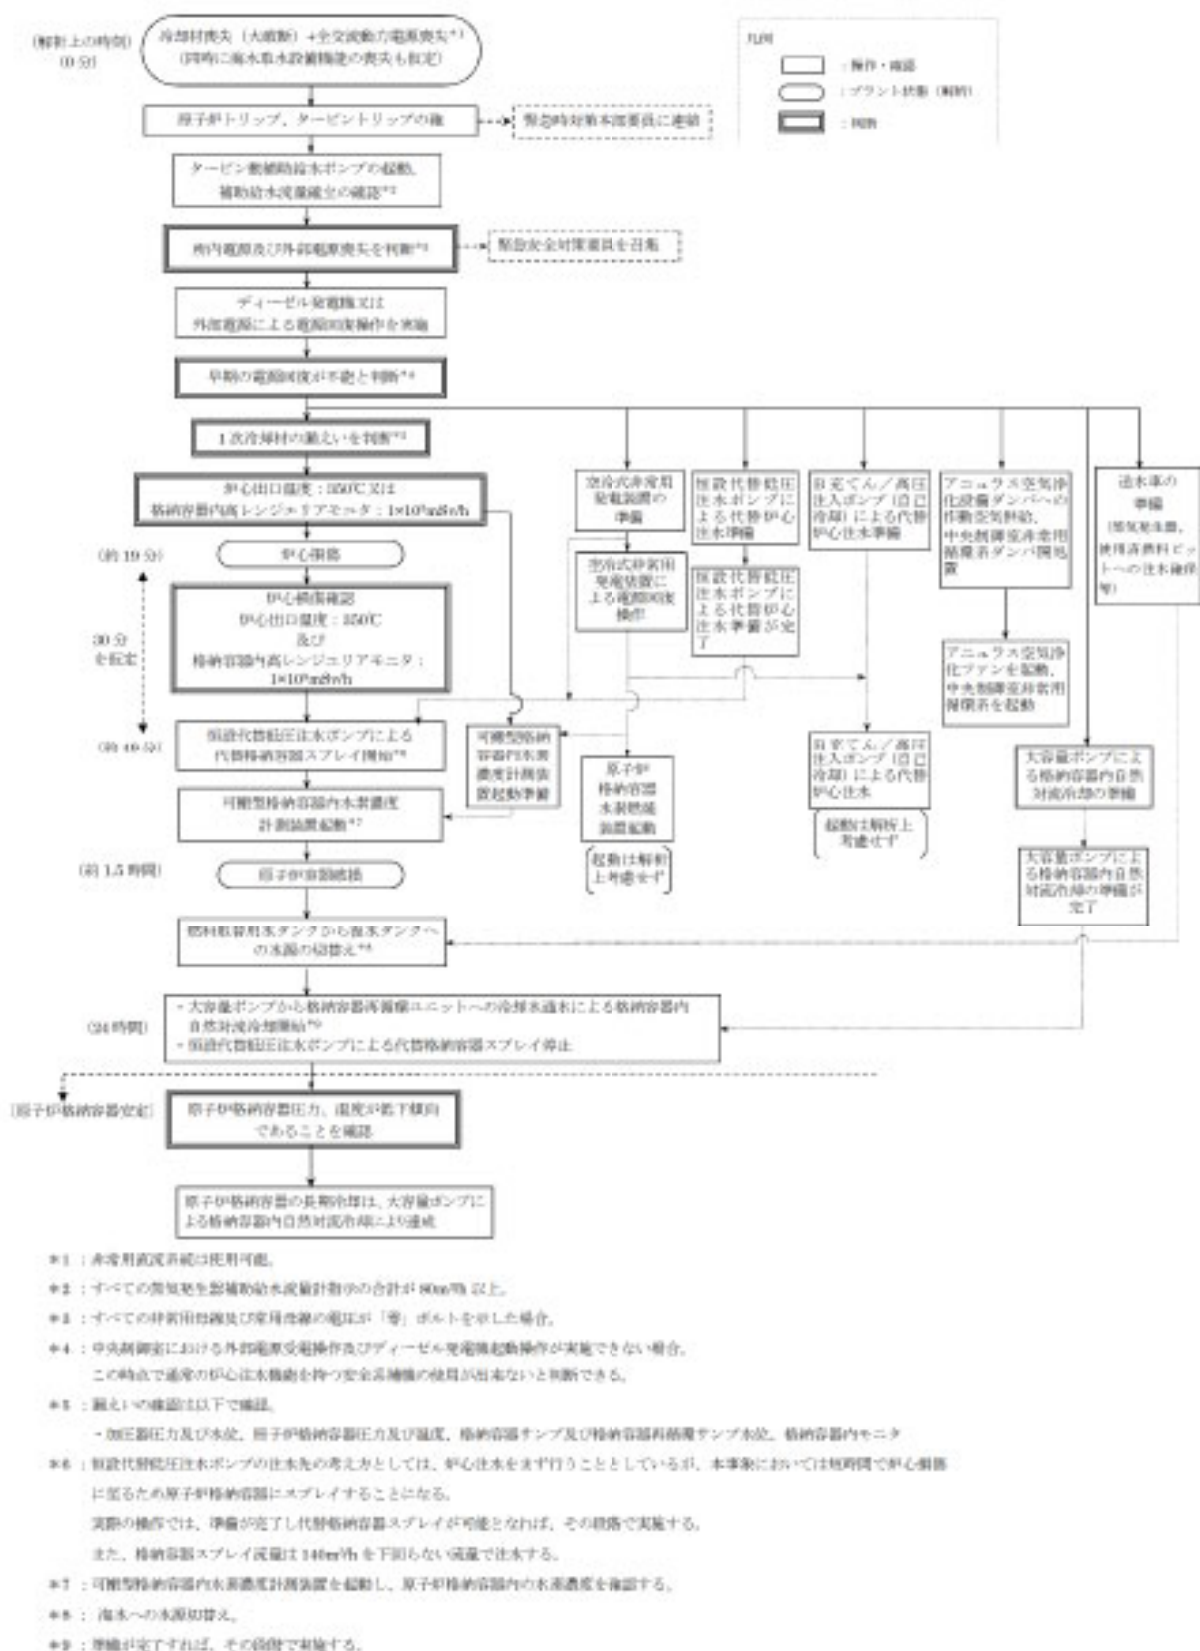 (解析上の時刻)
(0分)
冷却材喪失（大破断）+全交流動力電源喪失*1
(同時に海水取水設備機能の喪失も仮定)
凡例
：操作・確認
：プラント状態（解析）
：判断
原子炉トリップ、タービントリップの確
緊急時対策本部要員に連絡
タービン動補助給水ポンプの起動、
補助給水流量確立の確認*2
所内電源及び外部電源喪失を判断*3
緊急安全対策要員を召集
ディーゼル発電機又は
外部電源による電源回復操作を実施
早期の電源回復が不能と判断*4
1次冷却材の漏えいを判断*5
炉心出口温度：350℃又は
格納容器内高レンジエリアモニタ：
(約19分)
炉心損傷
30分
を仮定
炉心損傷確認
炉心出口温度：350℃
及び
格納容器内高レンジエリアモニタ：
(約49分)
恒設代替低圧注水ポンプによる
代替格納容器スプレイ開始*6
可搬型格納容器内水素濃度
計測装置起動*7
(約1.5時間)
原子炉容器破損
燃料取替用水タンクから復水タンクへ
の水源の切替え*8
(24時間)
・大容量ポンプから格納容器再循環ユニットへの冷却水通水による格納容器内
自然対流冷却開始*9
・恒設代替低圧注水ポンプによる代替格納容器スプレイ停止
[原子炉格納容器安定]
原子炉格納容器圧力、温度が低下傾向
であることを確認
原子炉格納容器の長期冷却は、大容量ポンプに
よる格納容器内自然対流冷却により達成
空冷式非常用
発電装置の
準備
空冷式非常用
発電装置に
よる電源回復
操作
可搬型格納
容器内水素
濃度計測装
置起動準備
原子炉
格納容器
水素燃焼
装置起動
起動は解析
上考慮せず
恒設代替低圧
注水ポンプに
よる代替炉心
注水準備
恒設代替低圧
注水ポンプに
よる代替炉心
注水準備が完
了
B充てん／高圧
注入ポンプ（自己
冷却）による代替
炉心注水準備
B充てん／高圧
注入ポンプ（自己
冷却）による代替
炉心注水
起動は解析上
考慮せず
アニュラス空気浄
化設備ダンパへの
作動空気供給、
中央制御室非常用
循環系ダンパ開処
置
アニュラス空気浄
化ファンを起動、
中央制御室非常用
循環系を起動
大容量ポンプによ
る格納容器内自然
対流冷却の準備
大容量ポンプによ
る格納容器内自然
対流冷却の準備が
完了
送水車の
準備
(蒸気発生器、
使用済燃料ピッ
トへの注水確保
等)
*1：非常用直流系統は使用可能。
*2：すべての蒸気発生器補助給水流量計指示の合計が80m³/h以上。
*3：すべての非常用母線及び常用母線の電圧が「零」ボルトを示した場合。
*4：中央制御室における外部電源受電操作及びディーゼル発電機起動操作が実施できない場合。
この時点で通常の炉心注水機能を持つ安全系補機の使用が出来ないと判断できる。
*5：漏えいの確認は以下で確認。
・加圧器圧力及び水位、原子炉格納容器圧力及び温度、格納容器サンプ及び格納容器再循環サンプ水位、格納容器内モニタ
*6：恒設代替低圧注水ポンプの注水先の考え方としては、炉心注水をまず行うこととしているが、本事象においては短時間で炉心損傷
に至るため原子炉格納容器にスプレイすることになる。
実際の操作では、準備が完了し代替格納容器スプレイが可能となれば、その段階で実施する。
また、格納容器スプレイ流量は140m³/hを下回らない流量で注水する。
*7：可搬型格納容器内水素濃度計測装置を起動し、原子炉格納容器内の水素濃度を確認する。
*8： 海水への水源切替え。
*9：準備が完了すれば、その段階で実施する。